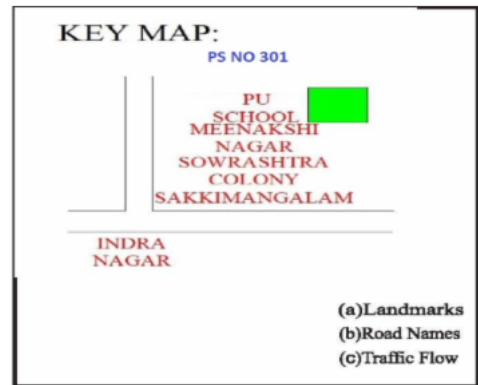 KEY MAP:
PS NO 301
PU
SCHOOL
MEENAKSHI
NAGAR
SOWRASHTRA
COLONY
SAKKIMANGALAM
INDRA
NAGAR
(a)Landmarks
(b)Road Names
(c)Traffic Flow